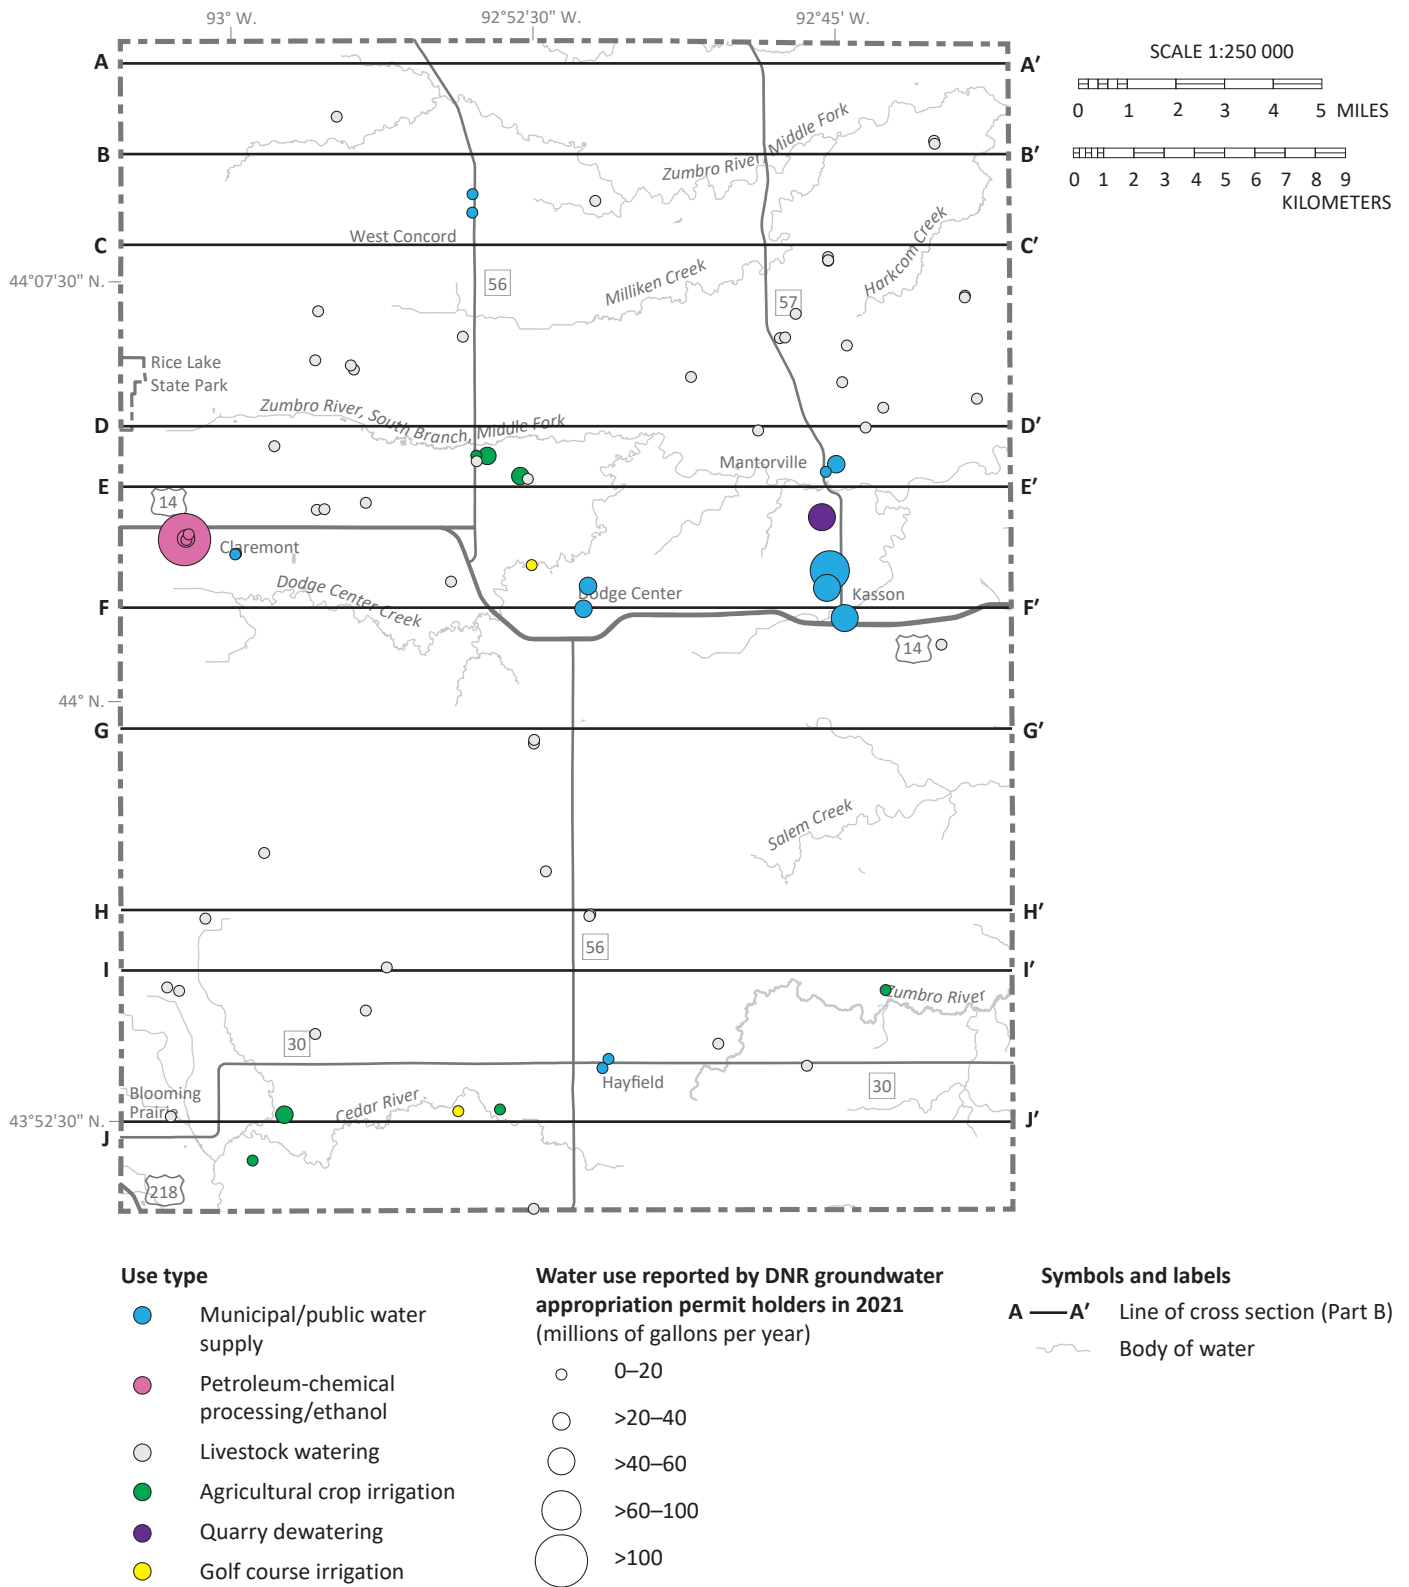 93° W.
92°52'30" W.
92°45' W.
SCALE 1:250 000
0 1 2 3 4 5 MILES
0 1 2 3 4 5 6 7 8 9
KILOMETERS
A
A′
Zumbro River, Middle Fork
B
B′
Harkcom Creek
West Concord
C
C′
44°07'30" N.
56
Milliken Creek
57
Rice Lake
State Park
Zumbro River, South Branch, Middle Fork
D
D′
Mantorville
E
E′
14
Claremont
Dodge Center Creek
Dodge Center
Kasson
F
F′
14
44° N.
G
G′
Salem Creek
H
H′
56
I
I′
Zumbro River
30
Hayfield
30
Blooming
Prairie
Cedar River
43°52'30" N.
J
J′
218
Use type
Municipal/public water
supply
Petroleum-chemical
processing/ethanol
Livestock watering
Agricultural crop irrigation
Quarry dewatering
Golf course irrigation
Water use reported by DNR groundwater
appropriation permit holders in 2021
(millions of gallons per year)
0–20
>20–40
>40–60
>60–100
>100
Symbols and labels
A A′ Line of cross section (Part B)
Body of water